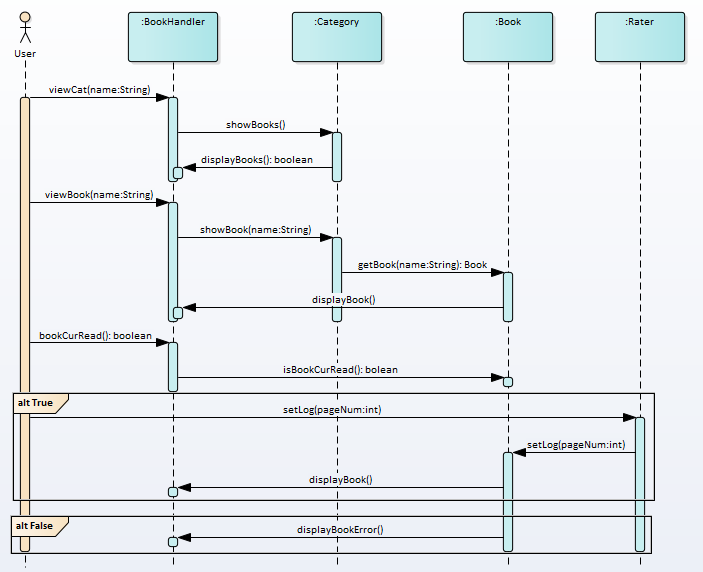 :BookHandler
:Category
:Book
:Rater
User
viewCat(name:String)
showBooks()
displayBooks(): boolean
viewBook(name:String)
showBook(name:String)
getBook(name:String): Book
displayBook()
bookCurRead(): boolean
isBookCurRead(): bolean
alt True
setLog(pageNum:int)
setLog(pageNum:int)
displayBook()
alt False
displayBookError()